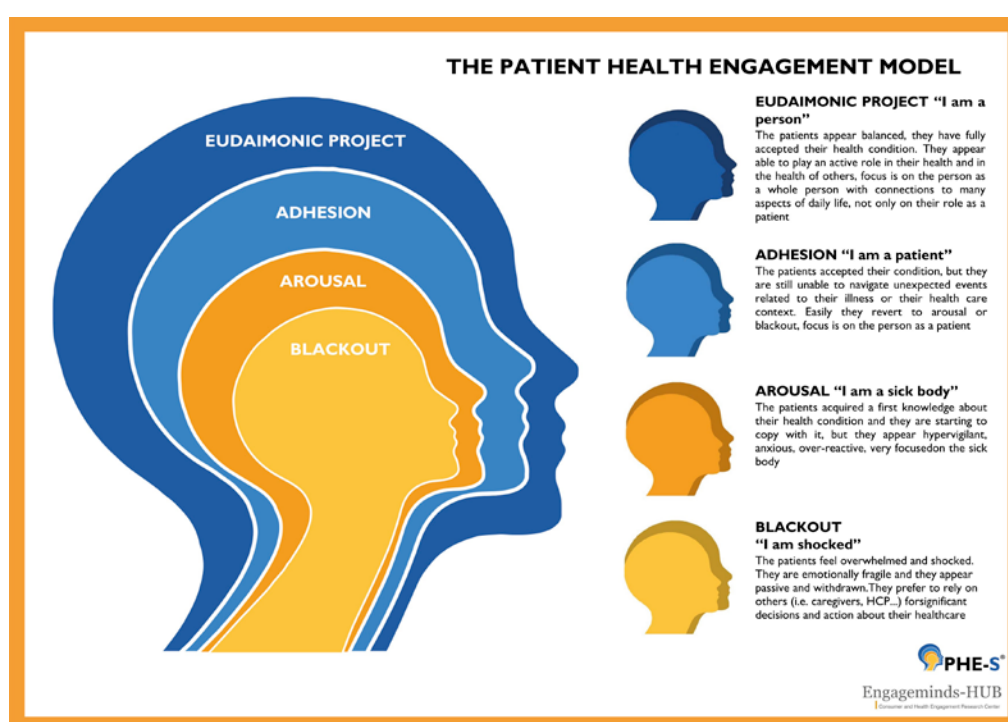 THE PATIENT HEALTH ENGAGEMENT MODEL
EUDAIMONIC PROJECT
ADHESION
AROUSAL
BLACKOUT
EUDAIMONIC PROJECT “I am a
person”
The patients appear balanced, they have fully
accepted their health condition. They appear
able to play an active role in their health and in
the health of others, focus is on the person as
a whole person with connections to many
aspects of daily life, not only on their role as a
patient
ADHESION “I am a patient”
The patients accepted their condition, but they
are still unable to navigate unexpected events
related to their illness or their health care
context. Easily they revert to arousal or
blackout, focus is on the person as a patient
AROUSAL “I am a sick body”
The patients acquired a first knowledge about
their health condition and they are starting to
copy with it, but they appear hypervigilant,
anxious, over-reactive, very focusedon the sick
body
BLACKOUT
“I am shocked”
The patients feel overwhelmed and shocked.
They are emotionally fragile and they appear
passive and withdrawn.They prefer to rely on
others (i.e. caregivers, HCP...) forsignificant
decisions and action about their healthcare
PHE-S®
Engageminds-HUB
Consumer and Health Engagement Research Center